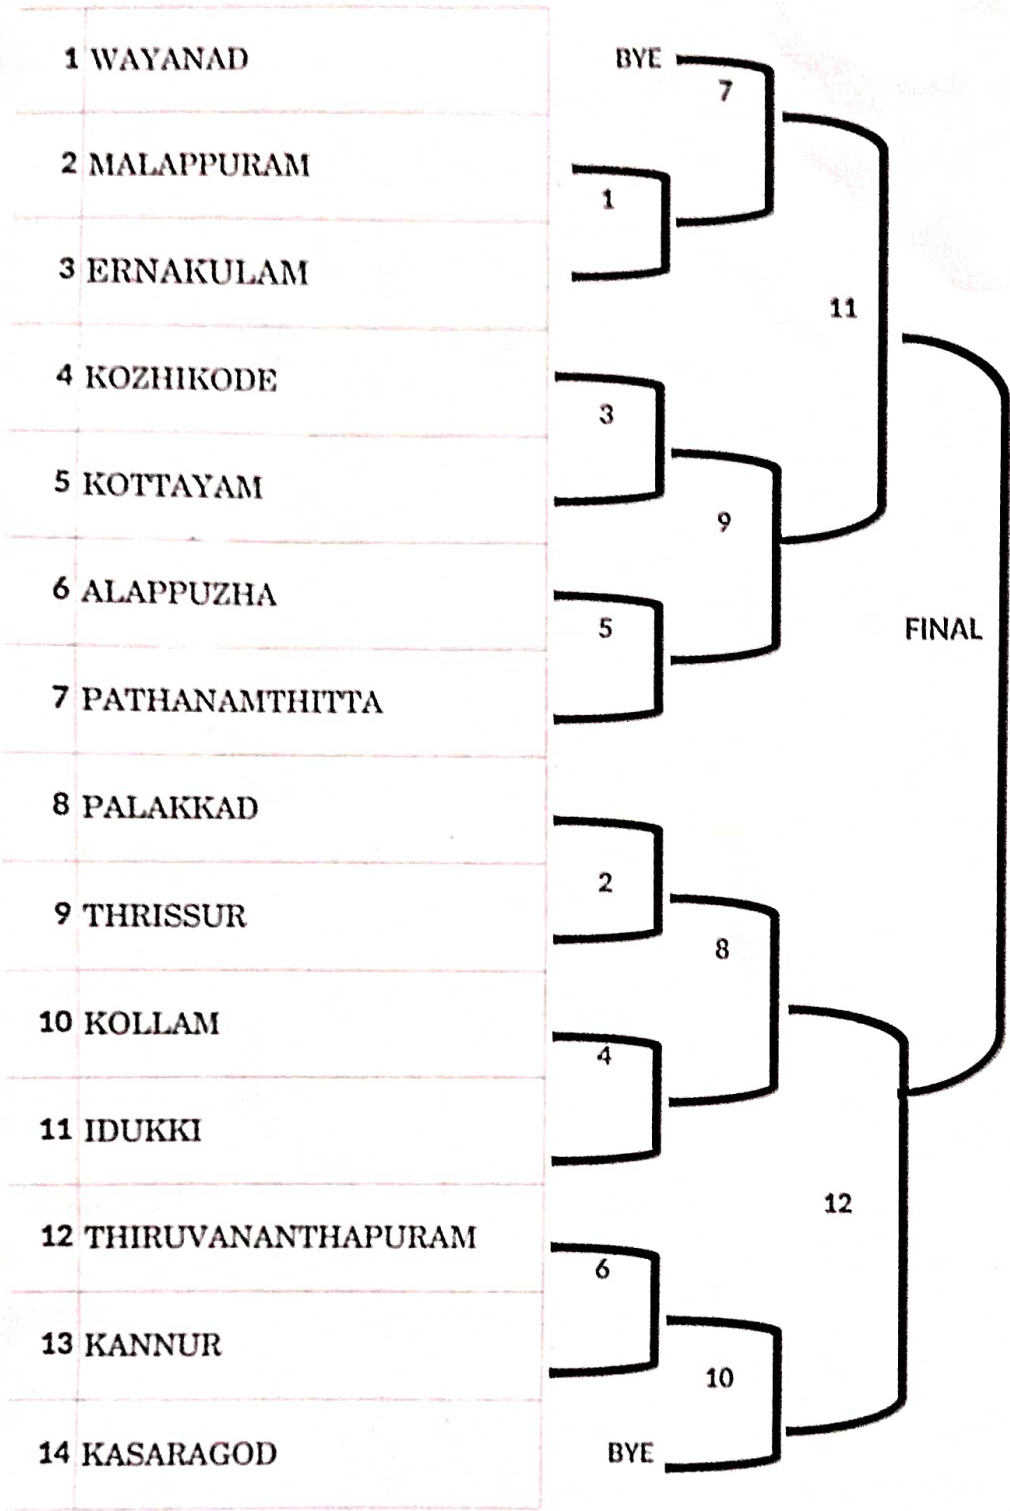 1 WAYANAD BYE
7
2 MALAPPURAM
1
3 ERNAKULAM
11
4 KOZHIKODE
3
5 KOTTAYAM
9
6 ALAPPUZHA
5
FINAL
7 PATHANAMTHITTA
8 PALAKKAD
2
9 THRISSUR
8
10 KOLLAM
4
11 IDUKKI
12
12 THIRUVANANTHAPURAM
6
13 KANNUR
10
14 KASARAGOD BYE